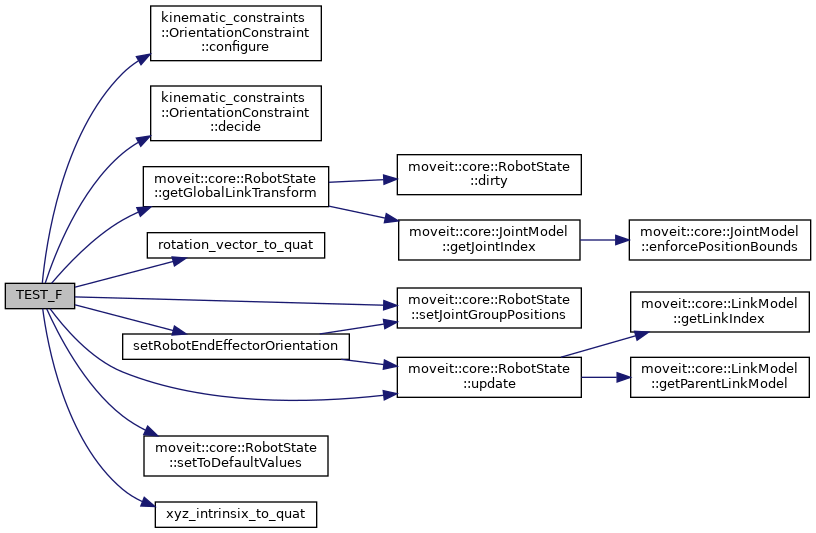 kinematic_constraints
::OrientationConstraint
::configure
kinematic_constraints
::OrientationConstraint
::decide
moveit::core::RobotState
::getGlobalLinkTransform
moveit::core::RobotState
::dirty
moveit::core::JointModel
::getJointIndex
moveit::core::JointModel
::enforcePositionBounds
rotation_vector_to_quat
TEST_F
setRobotEndEffectorOrientation
moveit::core::RobotState
::setJointGroupPositions
moveit::core::RobotState
::update
moveit::core::LinkModel
::getLinkIndex
moveit::core::LinkModel
::getParentLinkModel
moveit::core::RobotState
::setToDefaultValues
xyz_intrinsix_to_quat